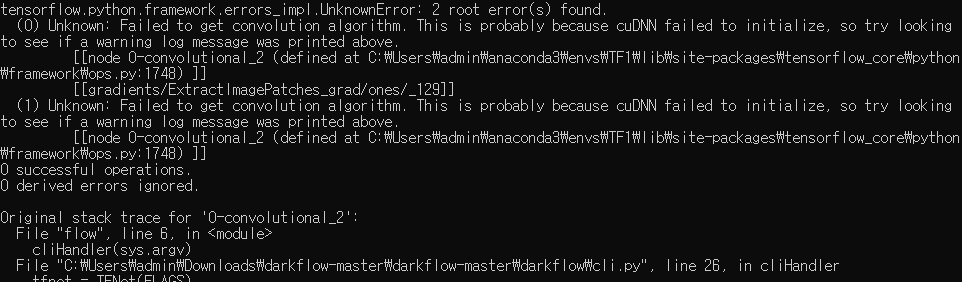 tensorflow.python.framework.errors_impl.UnknownError: 2 root error(s) found.
  (0) Unknown: Failed to get convolution algorithm. This is probably because cuDNN failed to initialize, so try looking
to see if a warning log message was printed above.
         [[node 0-convolutional_2 (defined at C:₩Users₩admin₩anaconda3₩envs₩TF1₩lib₩site-packages₩tensorflow_core₩python
₩framework₩ops.py:1748) ]]
         [[gradients/ExtractImagePatches_grad/ones/_129]]
  (1) Unknown: Failed to get convolution algorithm. This is probably because cuDNN failed to initialize, so try looking
to see if a warning log message was printed above.
         [[node 0-convolutional_2 (defined at C:₩Users₩admin₩anaconda3₩envs₩TF1₩lib₩site-packages₩tensorflow_core₩python
₩framework₩ops.py:1748) ]]
0 successful operations.
0 derived errors ignored.

Original stack trace for '0-convolutional_2':
  File "flow", line 6, in <module>
    cliHandler(sys.argv)
  File "C:₩Users₩admin₩Downloads₩darkflow-master₩darkflow-master₩darkflow₩cli.py", line 26, in cliHandler
    tfnet = TFNet(FLAGS)